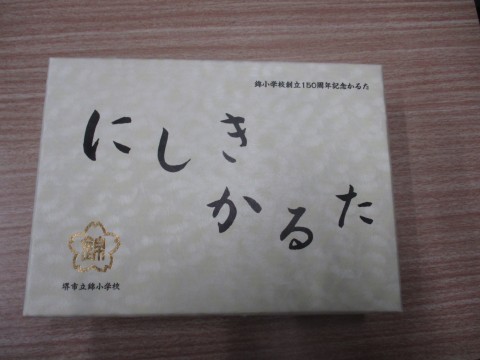 錦小学校創立150周年記念かるた
にしき
かるた
錦
堺市立錦小学校